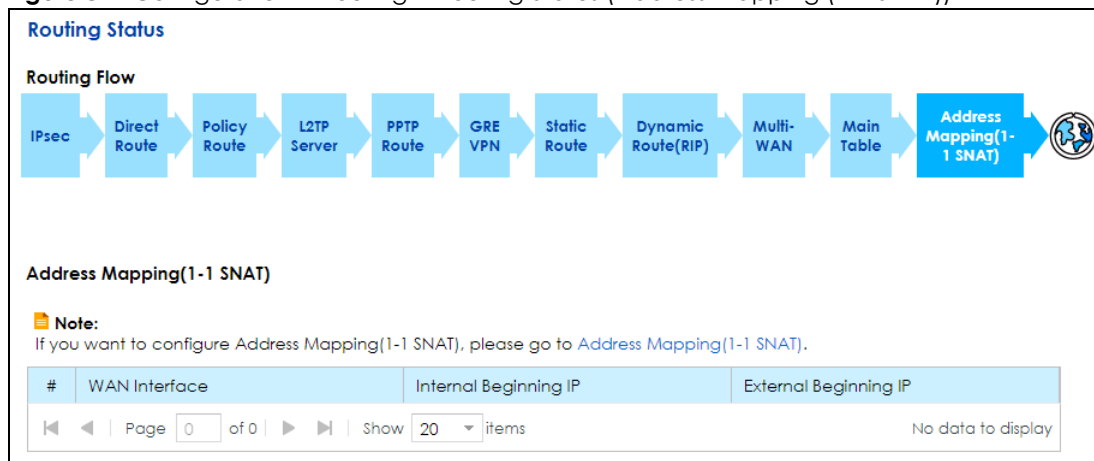 Routing Status
Routing Flow
IPsec
Direct
Route
Policy
Route
L2TP
Server
PPTP
Route
GRE
VPN
Static
Route
Dynamic
Route(RIP)
Multi-
WAN
Main
Table
Address
Mapping(1-
1 SNAT)
Address Mapping(1-1 SNAT)
Note:
If you want to configure Address Mapping(1-1 SNAT), please go to Address Mapping(1-1 SNAT).
# WAN Interface Internal Beginning IP External Beginning IP
Page 0 of 0 Show 20 items No data to display